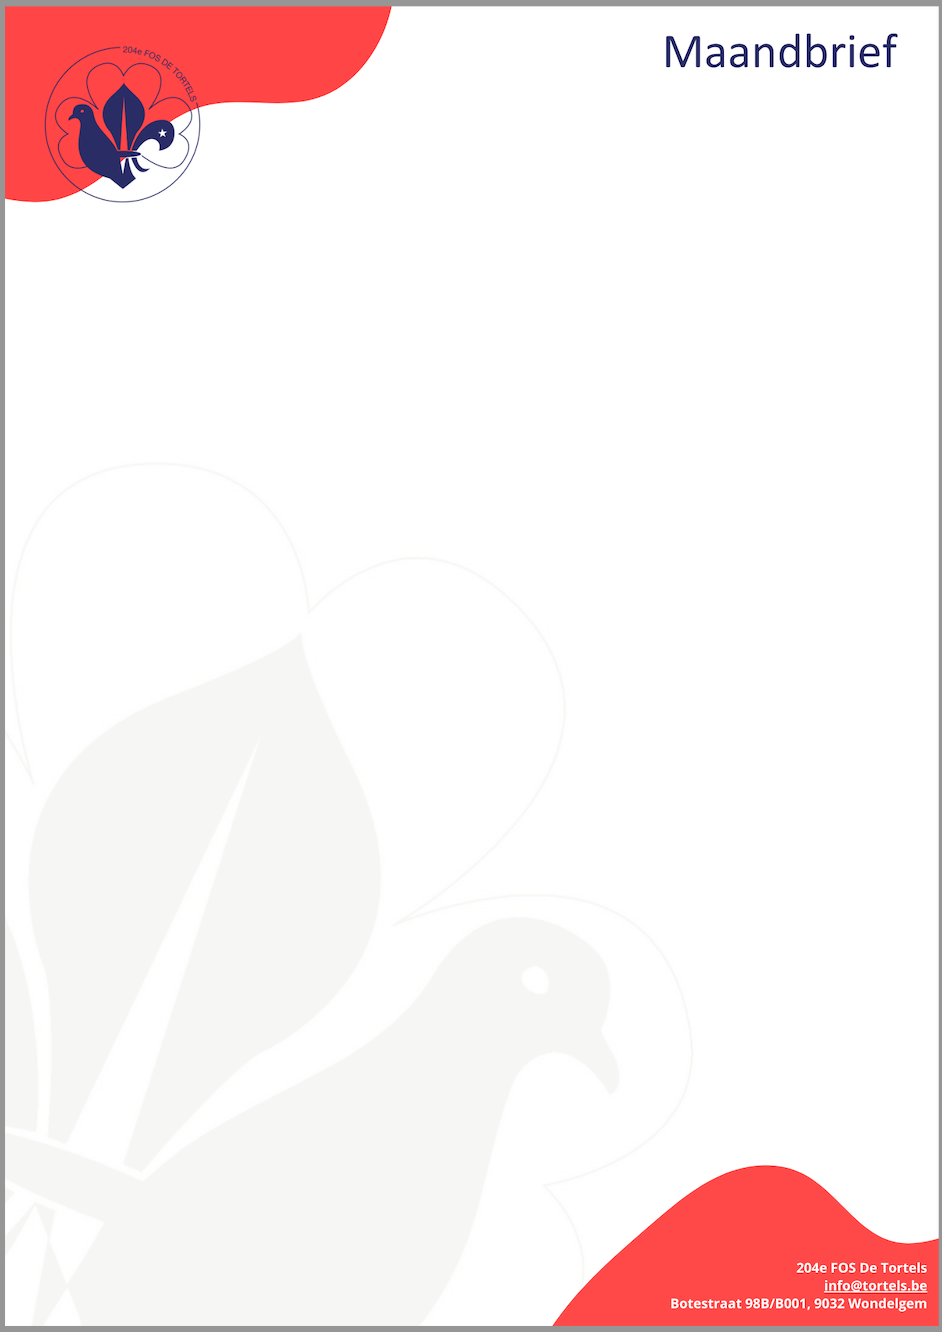 204e FOS DE TORTELS
Maandbrief
204e FOS De Tortels
info@tortels.be
Botestraat 98B/B001, 9032 Wondelgem